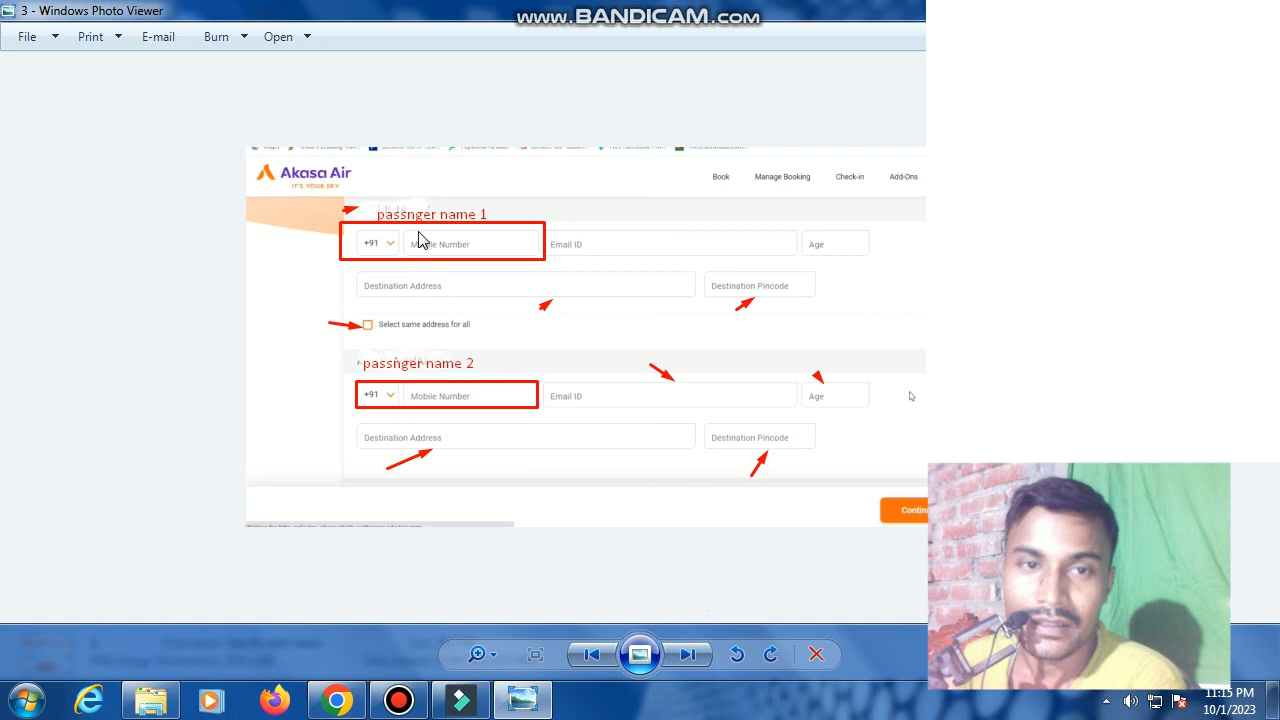 3 - Windows Photo Viewer
www.BANDICAM.com
File Print E-mail Burn Open
Akasa Air
IT'S YOUR SKY
Book Manage Booking Check-in Add-Ons
passnger name 1
+91 Mobile Number Email ID Age
Destination Address Destination Pincode
Select same address for all
passnger name 2
+91 Mobile Number Email ID Age
Destination Address Destination Pincode
11:15 PM
10/1/2023